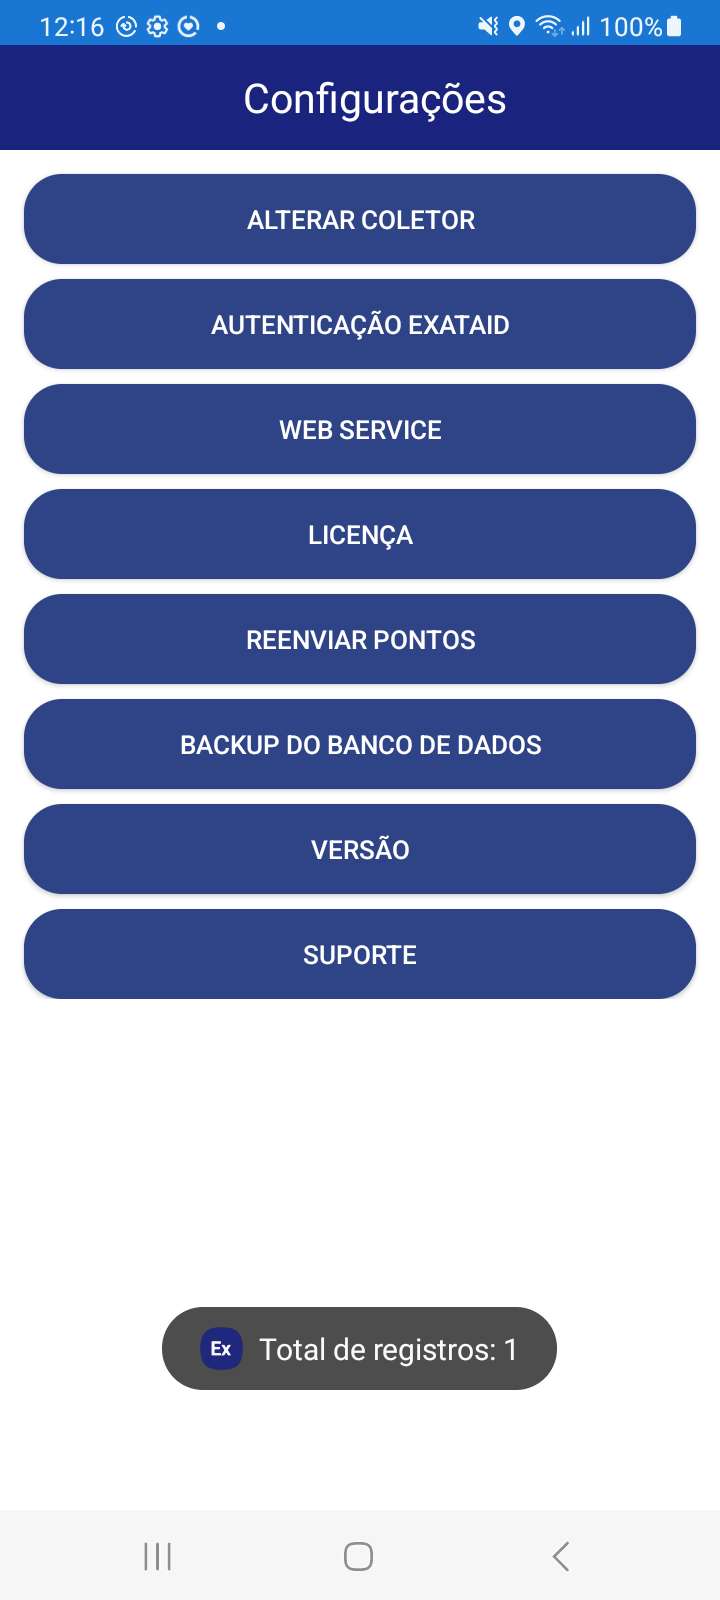 12:16 100%
Configurações
ALTERAR COLETOR
AUTENTICAÇÃO EXATAID
WEB SERVICE
LICENÇA
REENVIAR PONTOS
BACKUP DO BANCO DE DADOS
VERSÃO
SUPORTE
Ex Total de registros: 1